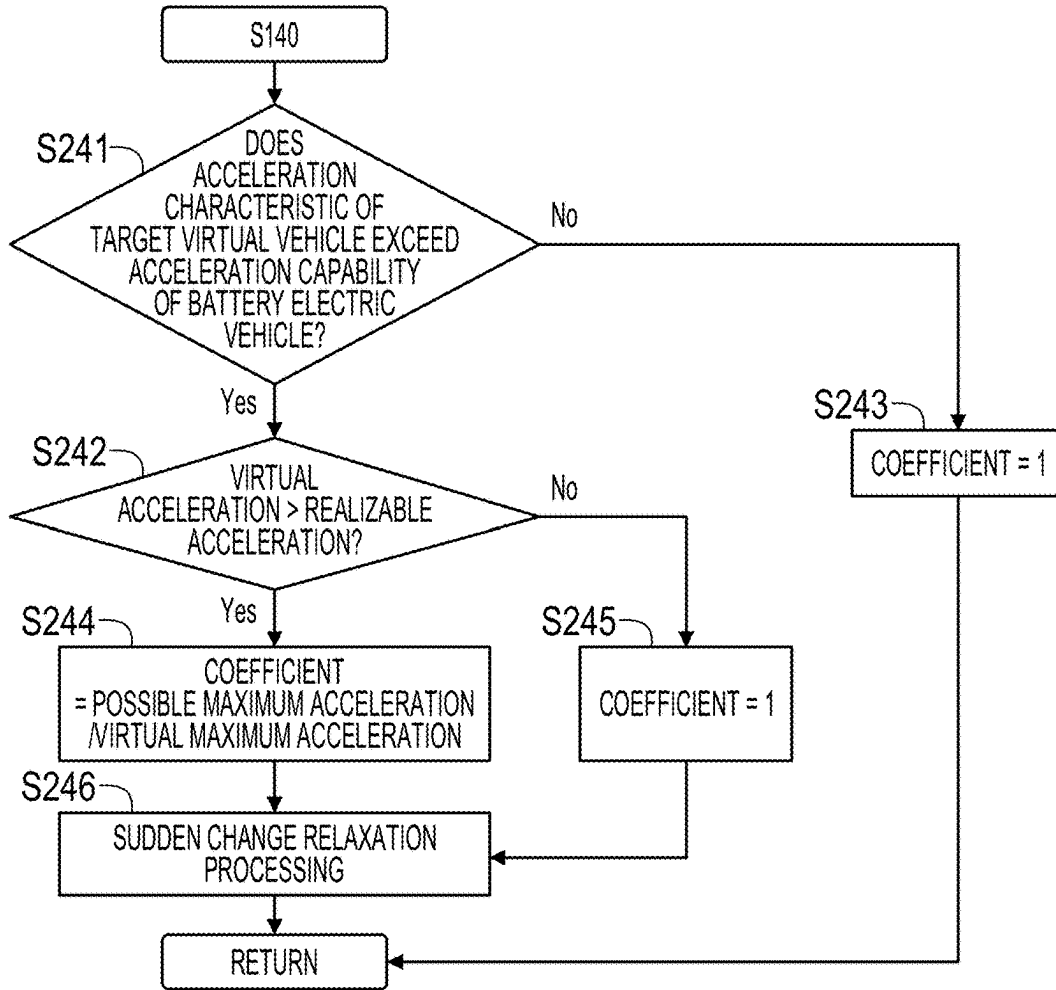 S140
S241
DOES
ACCELERATION
CHARACTERISTIC OF
TARGET VIRTUAL VEHICLE EXCEED
ACCELERATION CAPABILITY
OF BATTERY ELECTRIC
VEHICLE?
No
Yes
S243
COEFFICIENT = 1
S242
VIRTUAL
ACCELERATION > REALIZABLE
ACCELERATION?
No
Yes
S244
COEFFICIENT
= POSSIBLE MAXIMUM ACCELERATION
/VIRTUAL MAXIMUM ACCELERATION
S245
COEFFICIENT = 1
S246
SUDDEN CHANGE RELAXATION
PROCESSING
RETURN